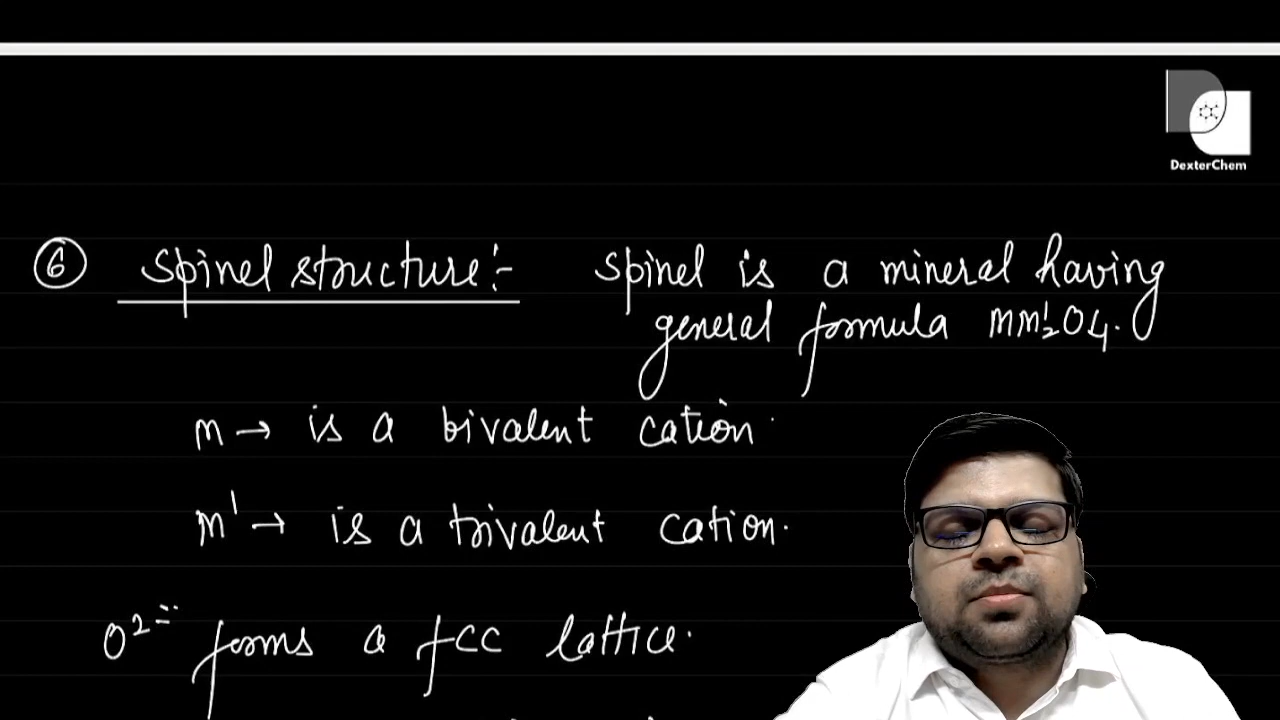 DexterChem
⑥ Spinel structure:- Spinel is a mineral having
general formula MM'₂O₄.
M → is a bivalent cation.
M' → is a trivalent cation.
O²⁻ forms a fcc lattice.